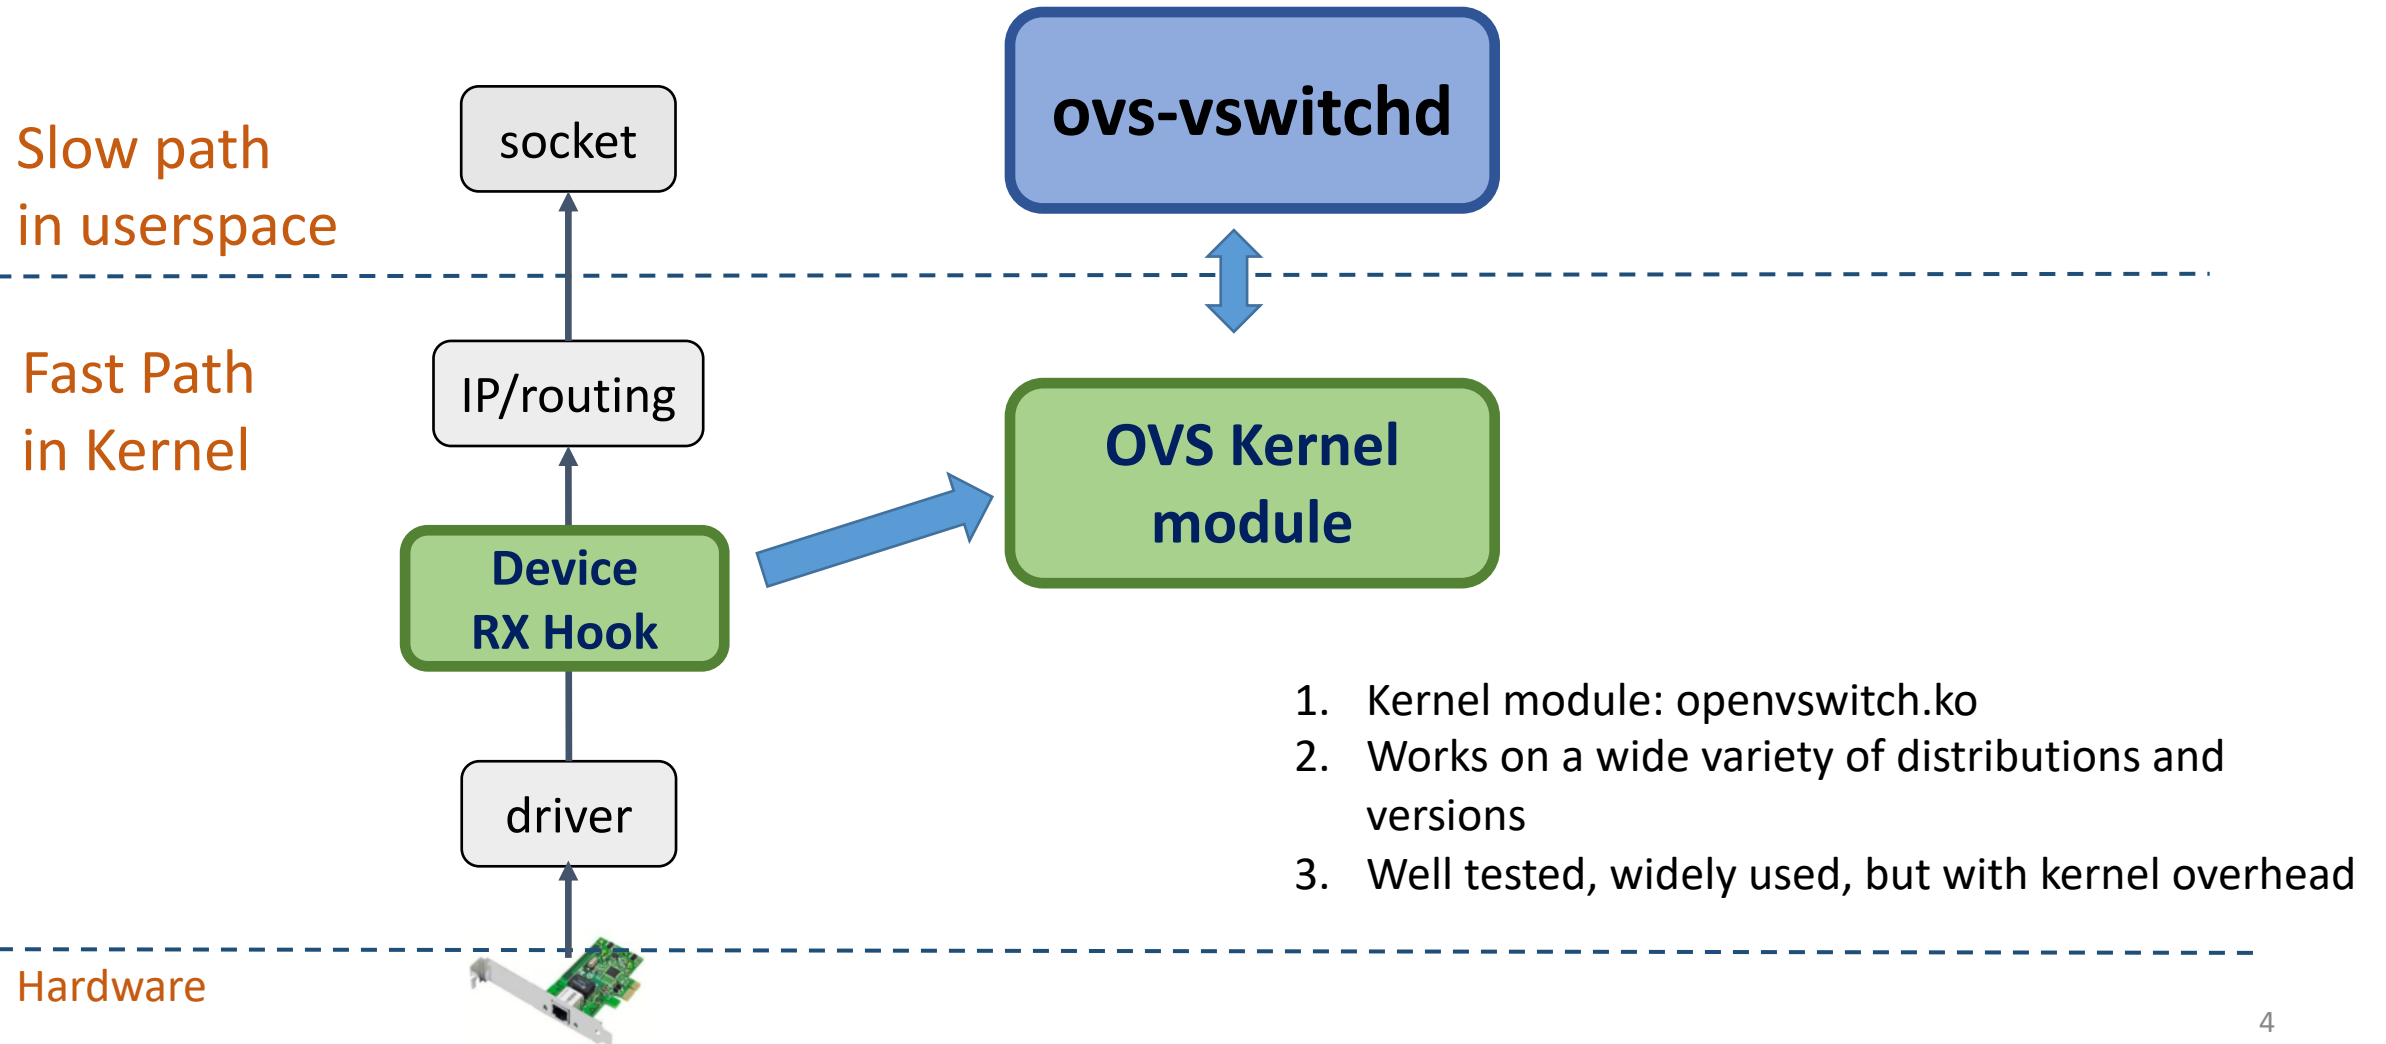 ovs-vswitchd
socket
Slow path
in userspace
Fast Path
in Kernel
IP/routing
OVS Kernel
module
Device
RX Hook
driver
1. Kernel module: openvswitch.ko
2. Works on a wide variety of distributions and
versions
3. Well tested, widely used, but with kernel overhead
Hardware
4